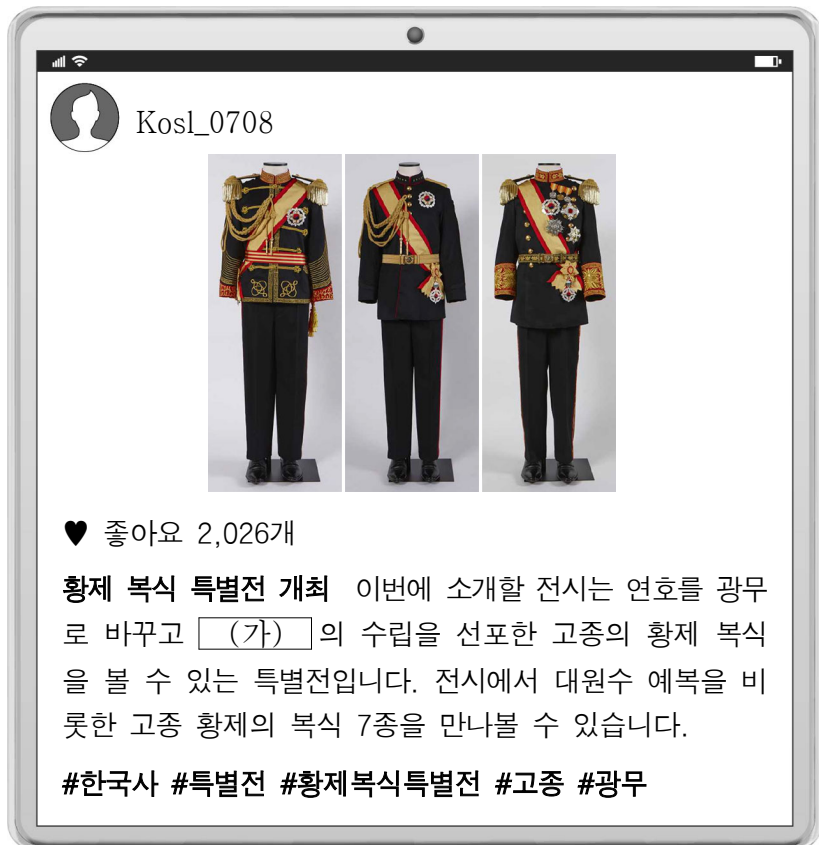 Kosl_0708
♥ 좋아요 2,026개
황제 복식 특별전 개최 이번에 소개할 전시는 연호를 광무
로 바꾸고 (가) 의 수립을 선포한 고종의 황제 복식
을 볼 수 있는 특별전입니다. 전시에서 대원수 예복을 비
롯한 고종 황제의 복식 7종을 만나볼 수 있습니다.
#한국사 #특별전 #황제복식특별전 #고종 #광무